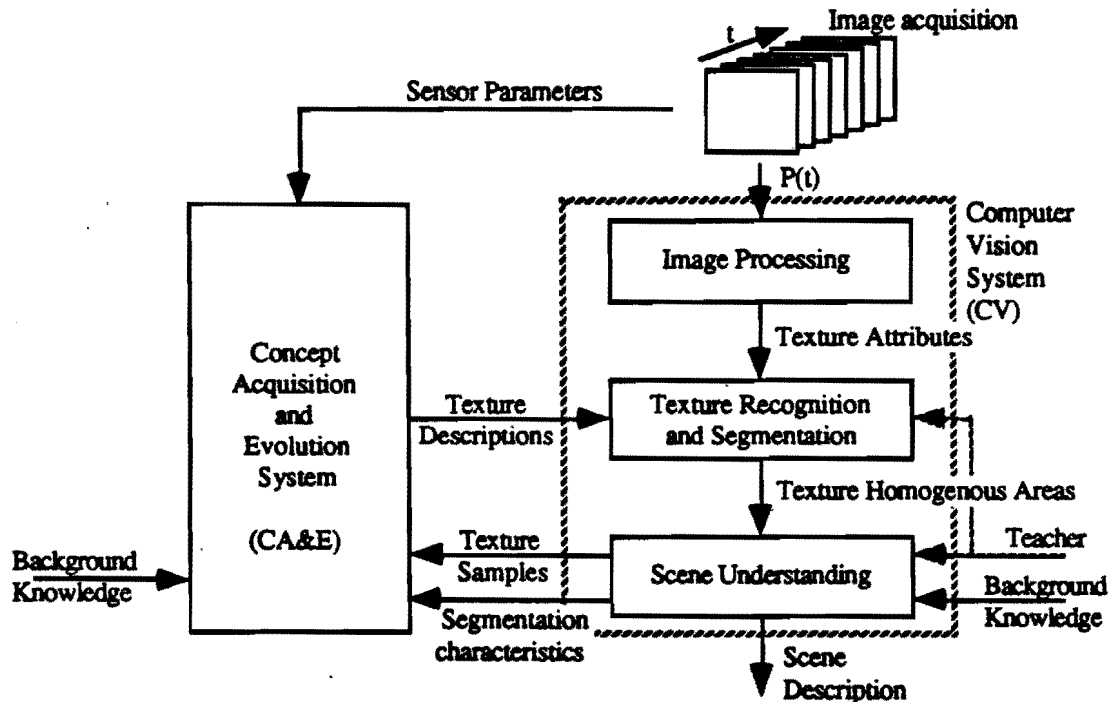 Image acquisition
t
Sensor Parameters
P(t)
Computer
Vision
System
(CV)
Image Processing
Texture Attributes
Concept
Acquisition
and
Evolution
System
(CA&E)
Texture
Descriptions
Texture Recognition
and Segmentation
Texture Homogenous Areas
Texture
Samples
Scene Understanding
Teacher
Background
Knowledge
Background
Knowledge
Segmentation
characteristics
Scene
Description